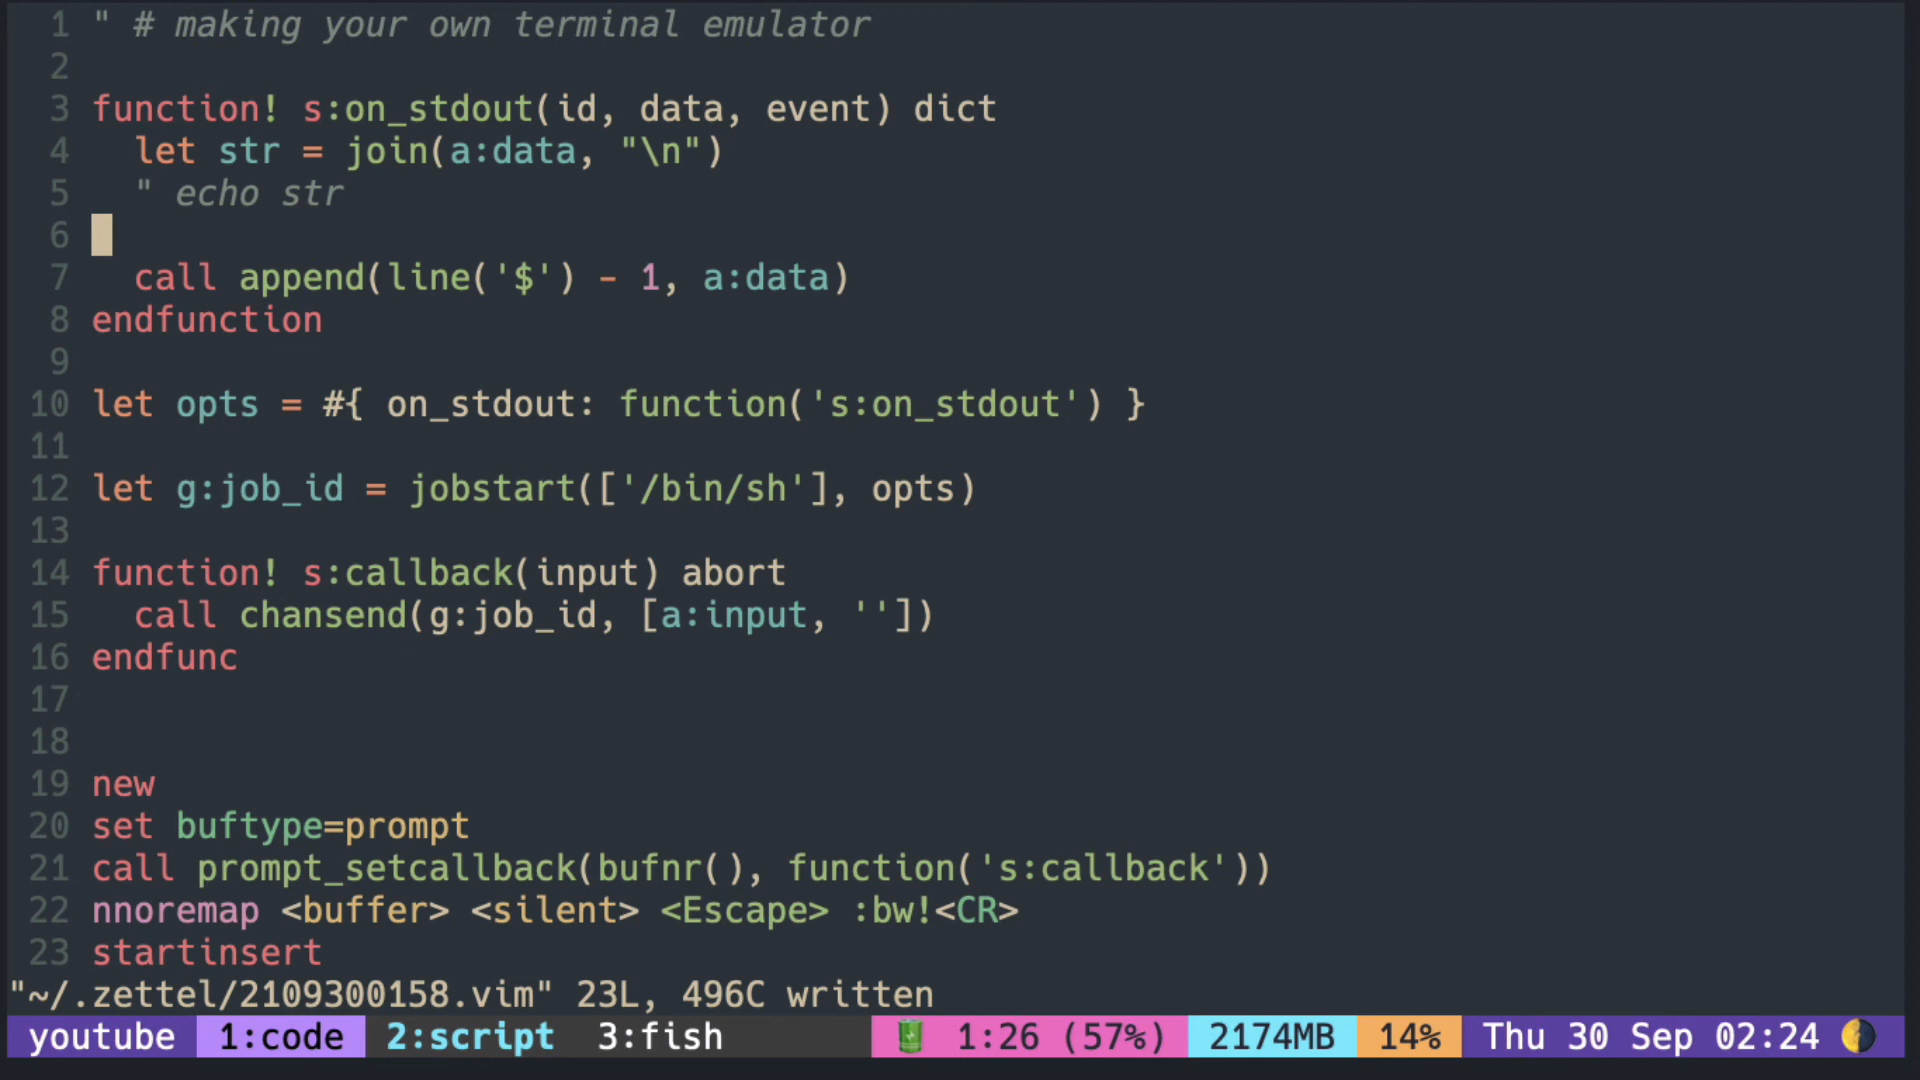 1 " # making your own terminal emulator
2
3 function! s:on_stdout(id, data, event) dict
4   let str = join(a:data, "\n")
5   " echo str
6
7   call append(line('$') - 1, a:data)
8 endfunction
9
10 let opts = #{ on_stdout: function('s:on_stdout') }
11
12 let g:job_id = jobstart(['/bin/sh'], opts)
13
14 function! s:callback(input) abort
15   call chansend(g:job_id, [a:input, ''])
16 endfunc
17
18
19 new
20 set buftype=prompt
21 call prompt_setcallback(bufnr(), function('s:callback'))
22 nnoremap <buffer> <silent> <Escape> :bw!<CR>
23 startinsert
"~/.zettel/2109300158.vim" 23L, 496C written
youtube 1:code 2:script 3:fish 1:26 (57%) 2174MB 14% Thu 30 Sep 02:24